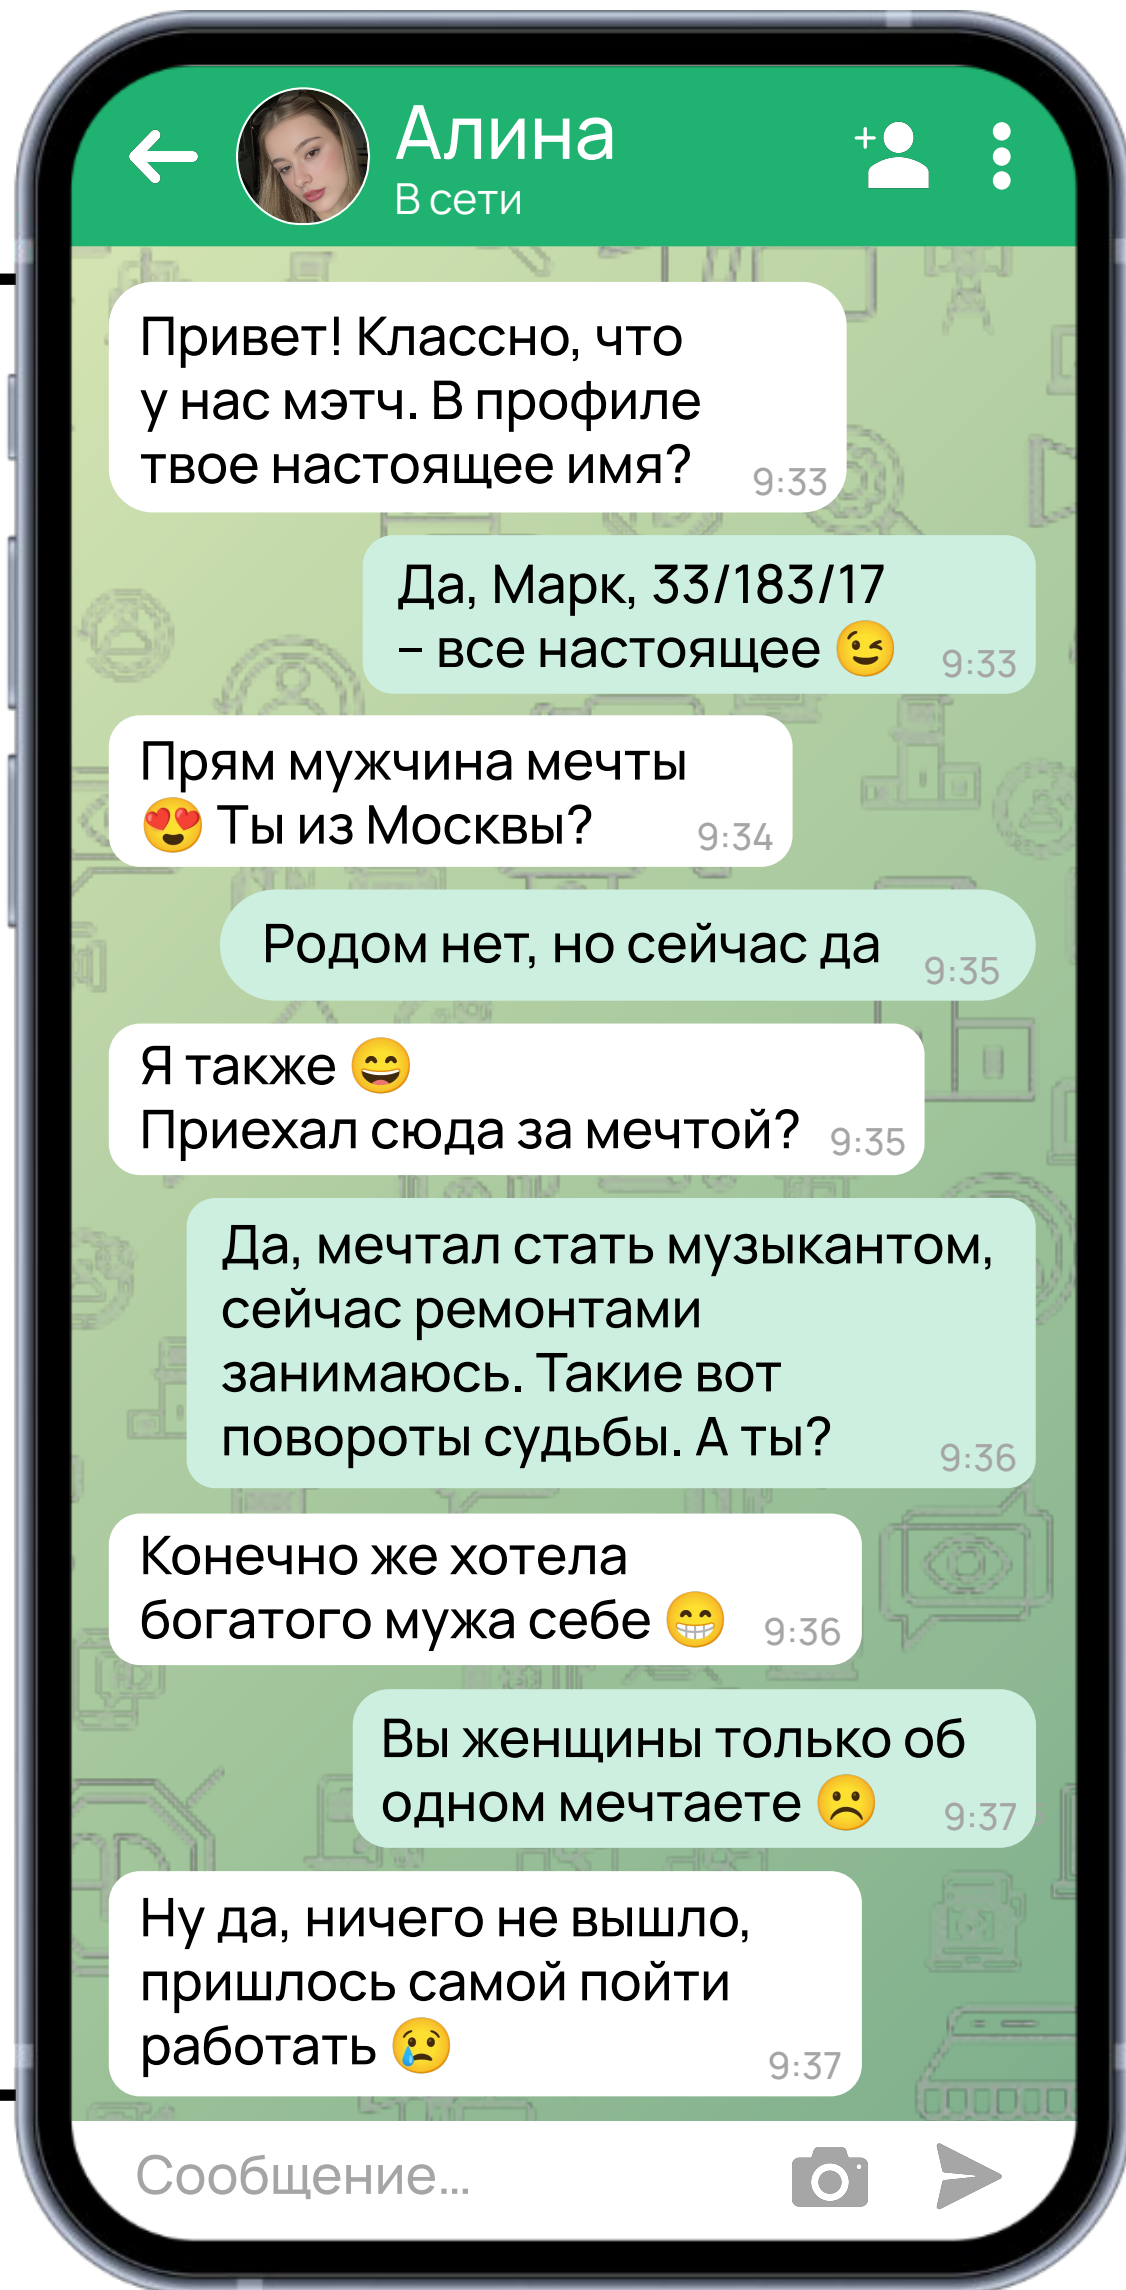 Алина
В сети
Привет! Классно, что
у нас мэтч. В профиле
твое настоящее имя?
9:33
Да, Марк, 33/183/17
– все настоящее 😉
9:33
Прям мужчина мечты
😍 Ты из Москвы?
9:34
Родом нет, но сейчас да
9:35
Я также 😄
Приехал сюда за мечтой?
9:35
Да, мечтал стать музыкантом,
сейчас ремонтами
занимаюсь. Такие вот
повороты судьбы. А ты?
9:36
Конечно же хотела
богатого мужа себе 😁
9:36
Вы женщины только об
одном мечтаете ☹️
9:37
Ну да, ничего не вышло,
пришлось самой пойти
работать 😢
9:37
Сообщение...